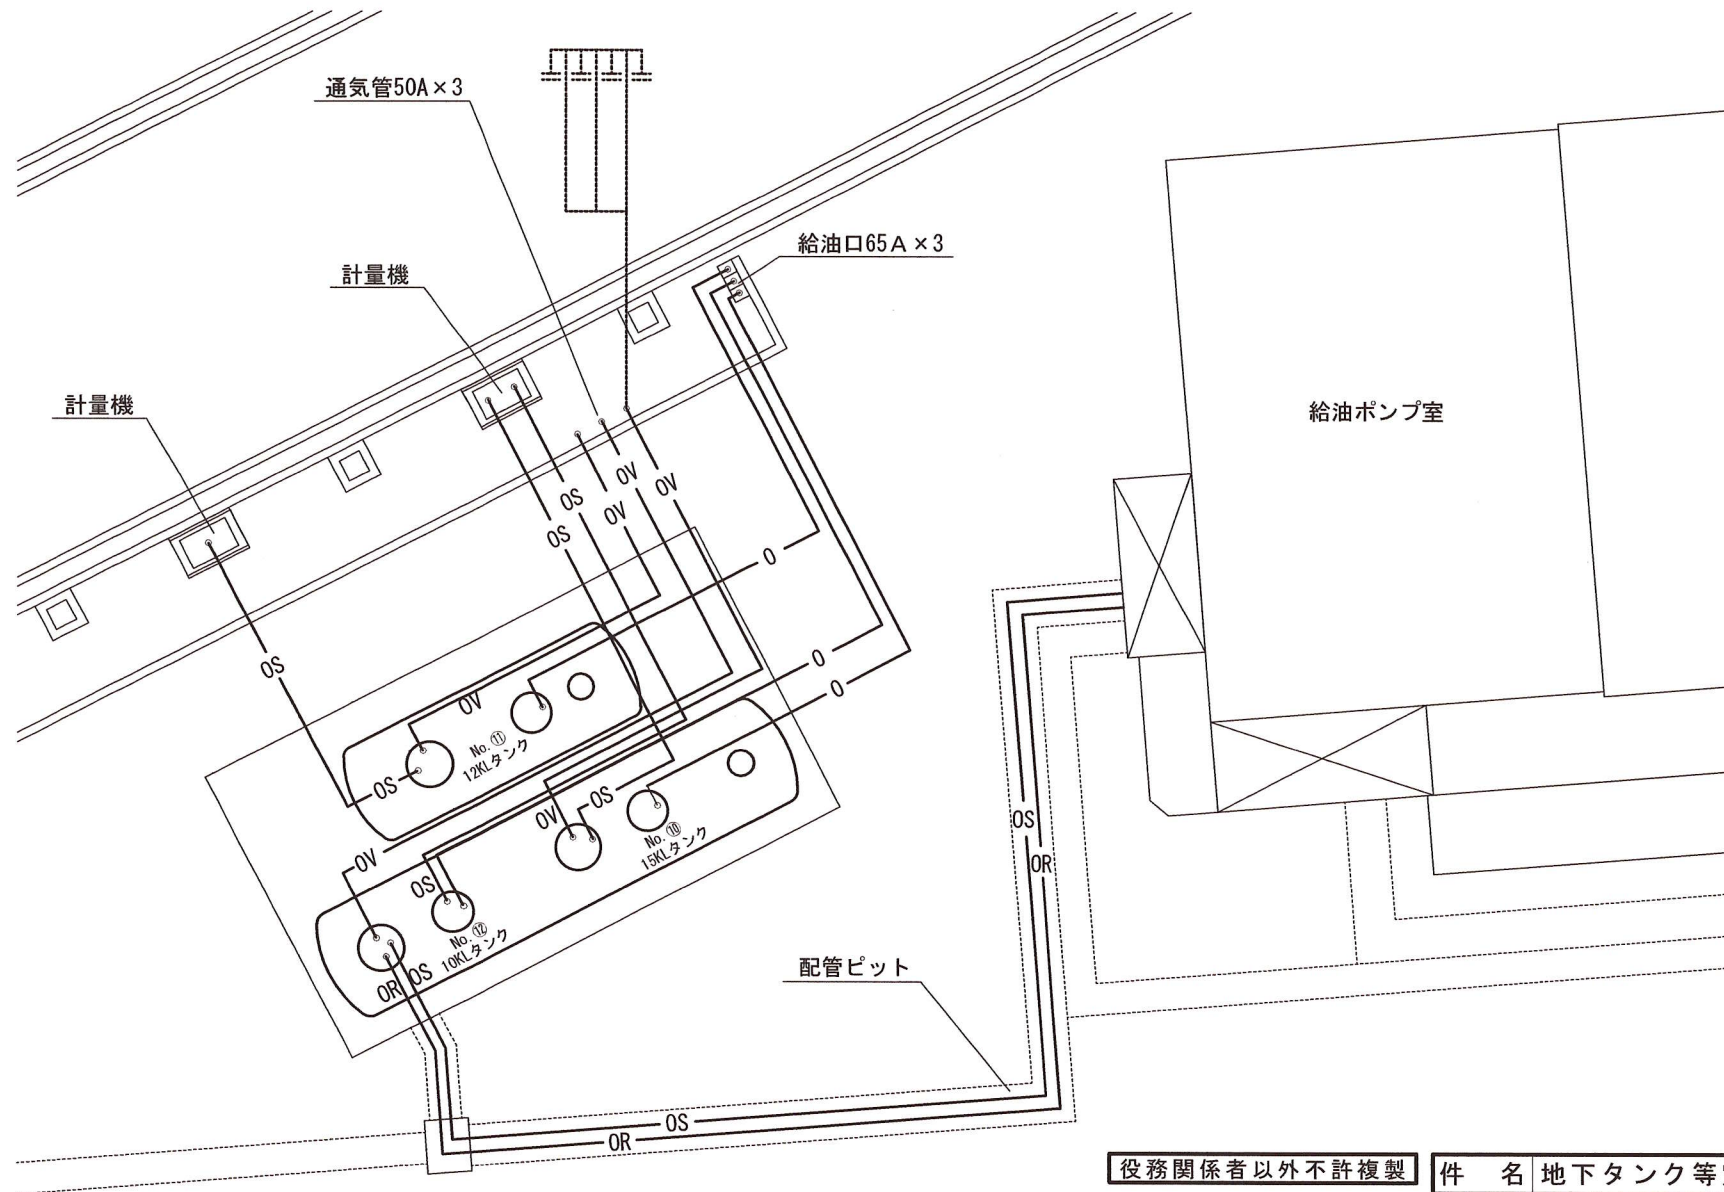 通気管50A×3
給油口65A×3
計量機
計量機
給油ポンプ室
OV
OS
OV
OV
OS
O
OS
O
OV
O
No.⑪
12KLタンク
OS
OS
OV
No.⑩
15KLタンク
OS
OV
OR
OS
No.⑫
10KLタンク
OS
OR
配管ピット
OS
OR
役務関係者以外不許複製
件 名 地下タンク等